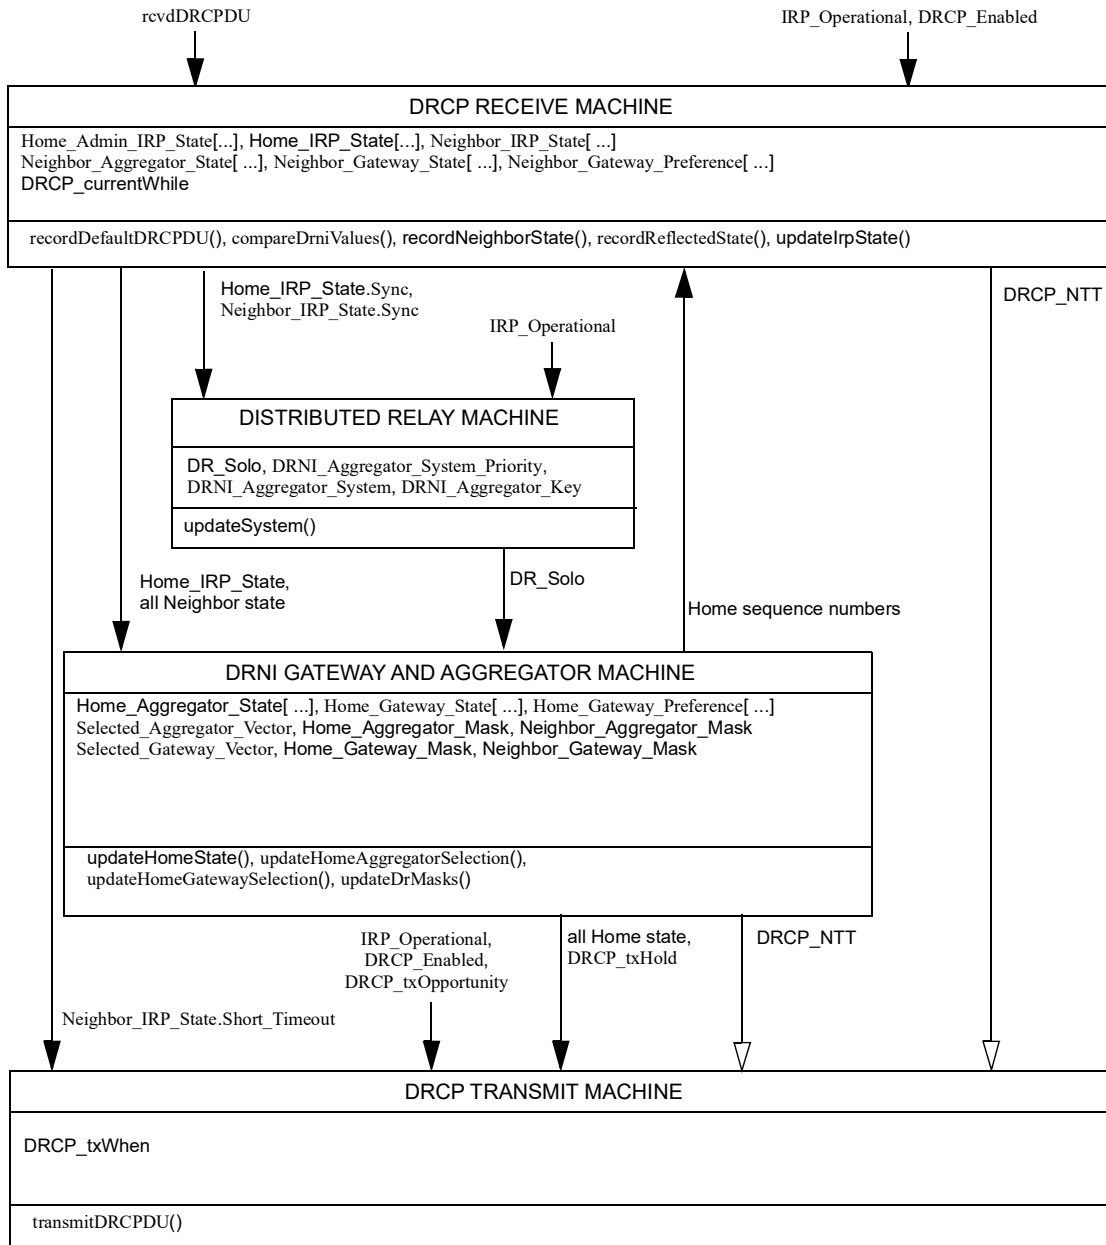 rcvdDRCPDU
IRP_Operational, DRCP_Enabled
DRCP RECEIVE MACHINE
Home_Admin_IRP_State[...], Home_IRP_State[...], Neighbor_IRP_State[ ...]
Neighbor_Aggregator_State[ ...], Neighbor_Gateway_State[ ...], Neighbor_Gateway_Preference[ ...]
DRCP_currentWhile
recordDefaultDRCPDU(), compareDrniValues(), recordNeighborState(), recordReflectedState(), updateIrpState()
Home_IRP_State.Sync,
Neighbor_IRP_State.Sync
DRCP_NTT
IRP_Operational
DISTRIBUTED RELAY MACHINE
DR_Solo, DRNI_Aggregator_System_Priority,
DRNI_Aggregator_System, DRNI_Aggregator_Key
updateSystem()
Home_IRP_State,
all Neighbor state
DR_Solo
Home sequence numbers
DRNI GATEWAY AND AGGREGATOR MACHINE
Home_Aggregator_State[ ...], Home_Gateway_State[ ...], Home_Gateway_Preference[ ...]
Selected_Aggregator_Vector, Home_Aggregator_Mask, Neighbor_Aggregator_Mask
Selected_Gateway_Vector, Home_Gateway_Mask, Neighbor_Gateway_Mask
updateHomeState(), updateHomeAggregatorSelection(),
updateHomeGatewaySelection(), updateDrMasks()
IRP_Operational,
DRCP_Enabled,
DRCP_txOpportunity
all Home state,
DRCP_txHold
DRCP_NTT
Neighbor_IRP_State.Short_Timeout
DRCP TRANSMIT MACHINE
DRCP_txWhen
transmitDRCPDU()